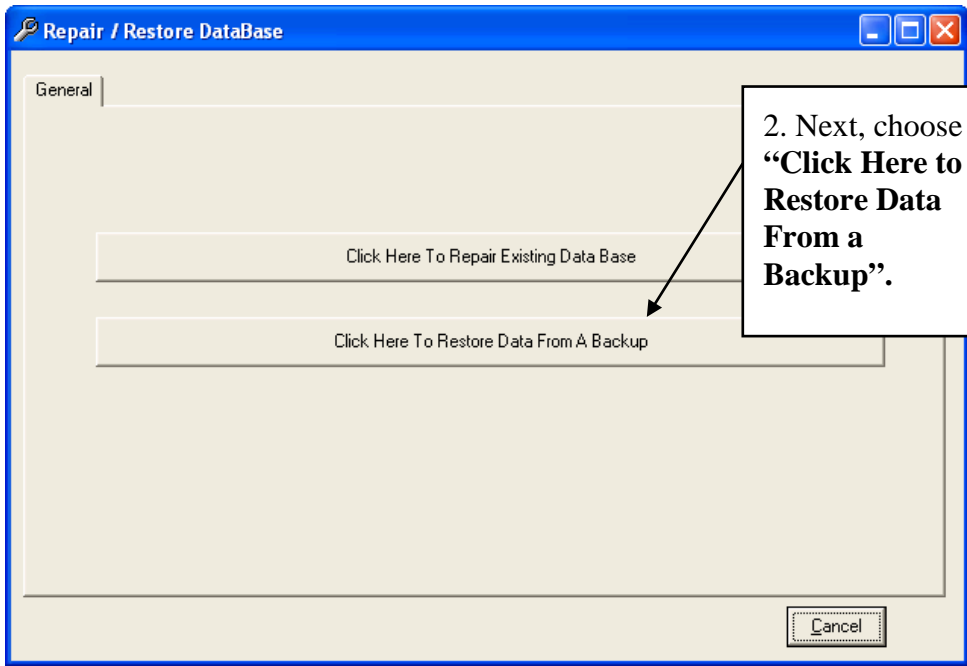 Repair / Restore DataBase
General
2. Next, choose
“Click Here to
Restore Data
From a
Backup”.
Click Here To Repair Existing Data Base
Click Here To Restore Data From A Backup
Cancel